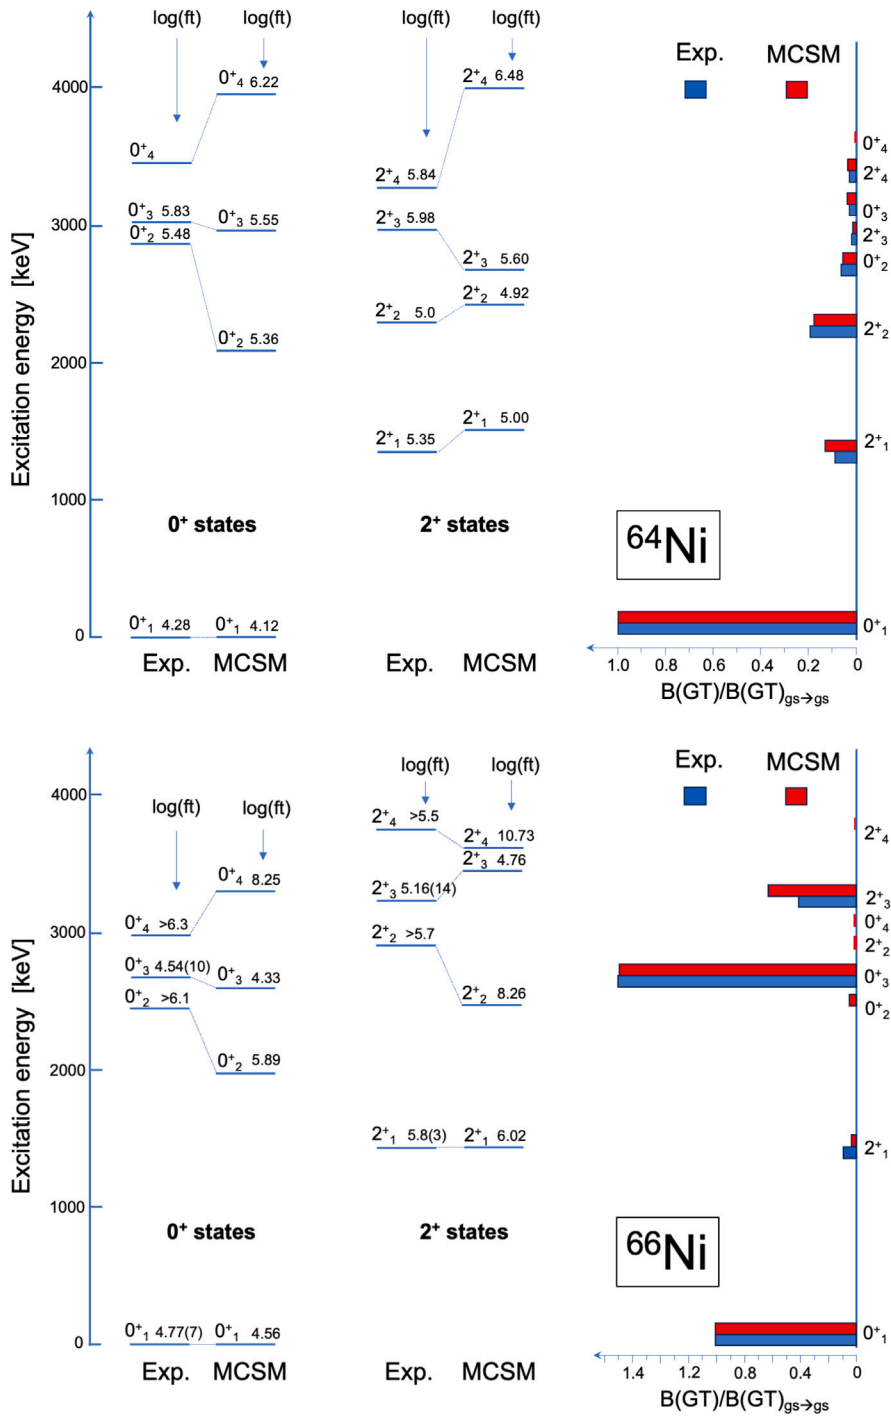 log(ft) log(ft) log(ft) log(ft)
Exp. MCSM
4000
3000
2000
1000
0
Excitation energy [keV]
0⁺₄
0⁺₃ 5.83
0⁺₂ 5.48
0⁺₁ 4.28
0⁺₄ 6.22
0⁺₃ 5.55
0⁺₂ 5.36
0⁺₁ 4.12
0⁺ states
Exp. MCSM
2⁺₄ 5.84
2⁺₃ 5.98
2⁺₂ 5.0
2⁺₁ 5.35
2⁺₄ 6.48
2⁺₃ 5.60
2⁺₂ 4.92
2⁺₁ 5.00
2⁺ states
Exp. MCSM
0⁺₄
2⁺₄
0⁺₃
2⁺₃
0⁺₂
2⁺₂
2⁺₁
0⁺₁
⁶⁴Ni
1.0 0.8 0.6 0.4 0.2 0
B(GT)/B(GT)gs→gs
log(ft) log(ft) log(ft) log(ft)
Exp. MCSM
4000
3000
2000
1000
0
Excitation energy [keV]
0⁺₄ >6.3
0⁺₃ 4.54(10)
0⁺₂ >6.1
0⁺₁ 4.77(7)
0⁺₄ 8.25
0⁺₃ 4.33
0⁺₂ 5.89
0⁺₁ 4.56
0⁺ states
Exp. MCSM
2⁺₄ >5.5
2⁺₃ 5.16(14)
2⁺₂ >5.7
2⁺₁ 5.8(3)
2⁺₄ 10.73
2⁺₃ 4.76
2⁺₂ 8.26
2⁺₁ 6.02
2⁺ states
Exp. MCSM
2⁺₄
2⁺₃
0⁺₄
2⁺₂
0⁺₃
0⁺₂
2⁺₁
0⁺₁
⁶⁶Ni
1.4 1.2 0.8 0.4 0
B(GT)/B(GT)gs→gs